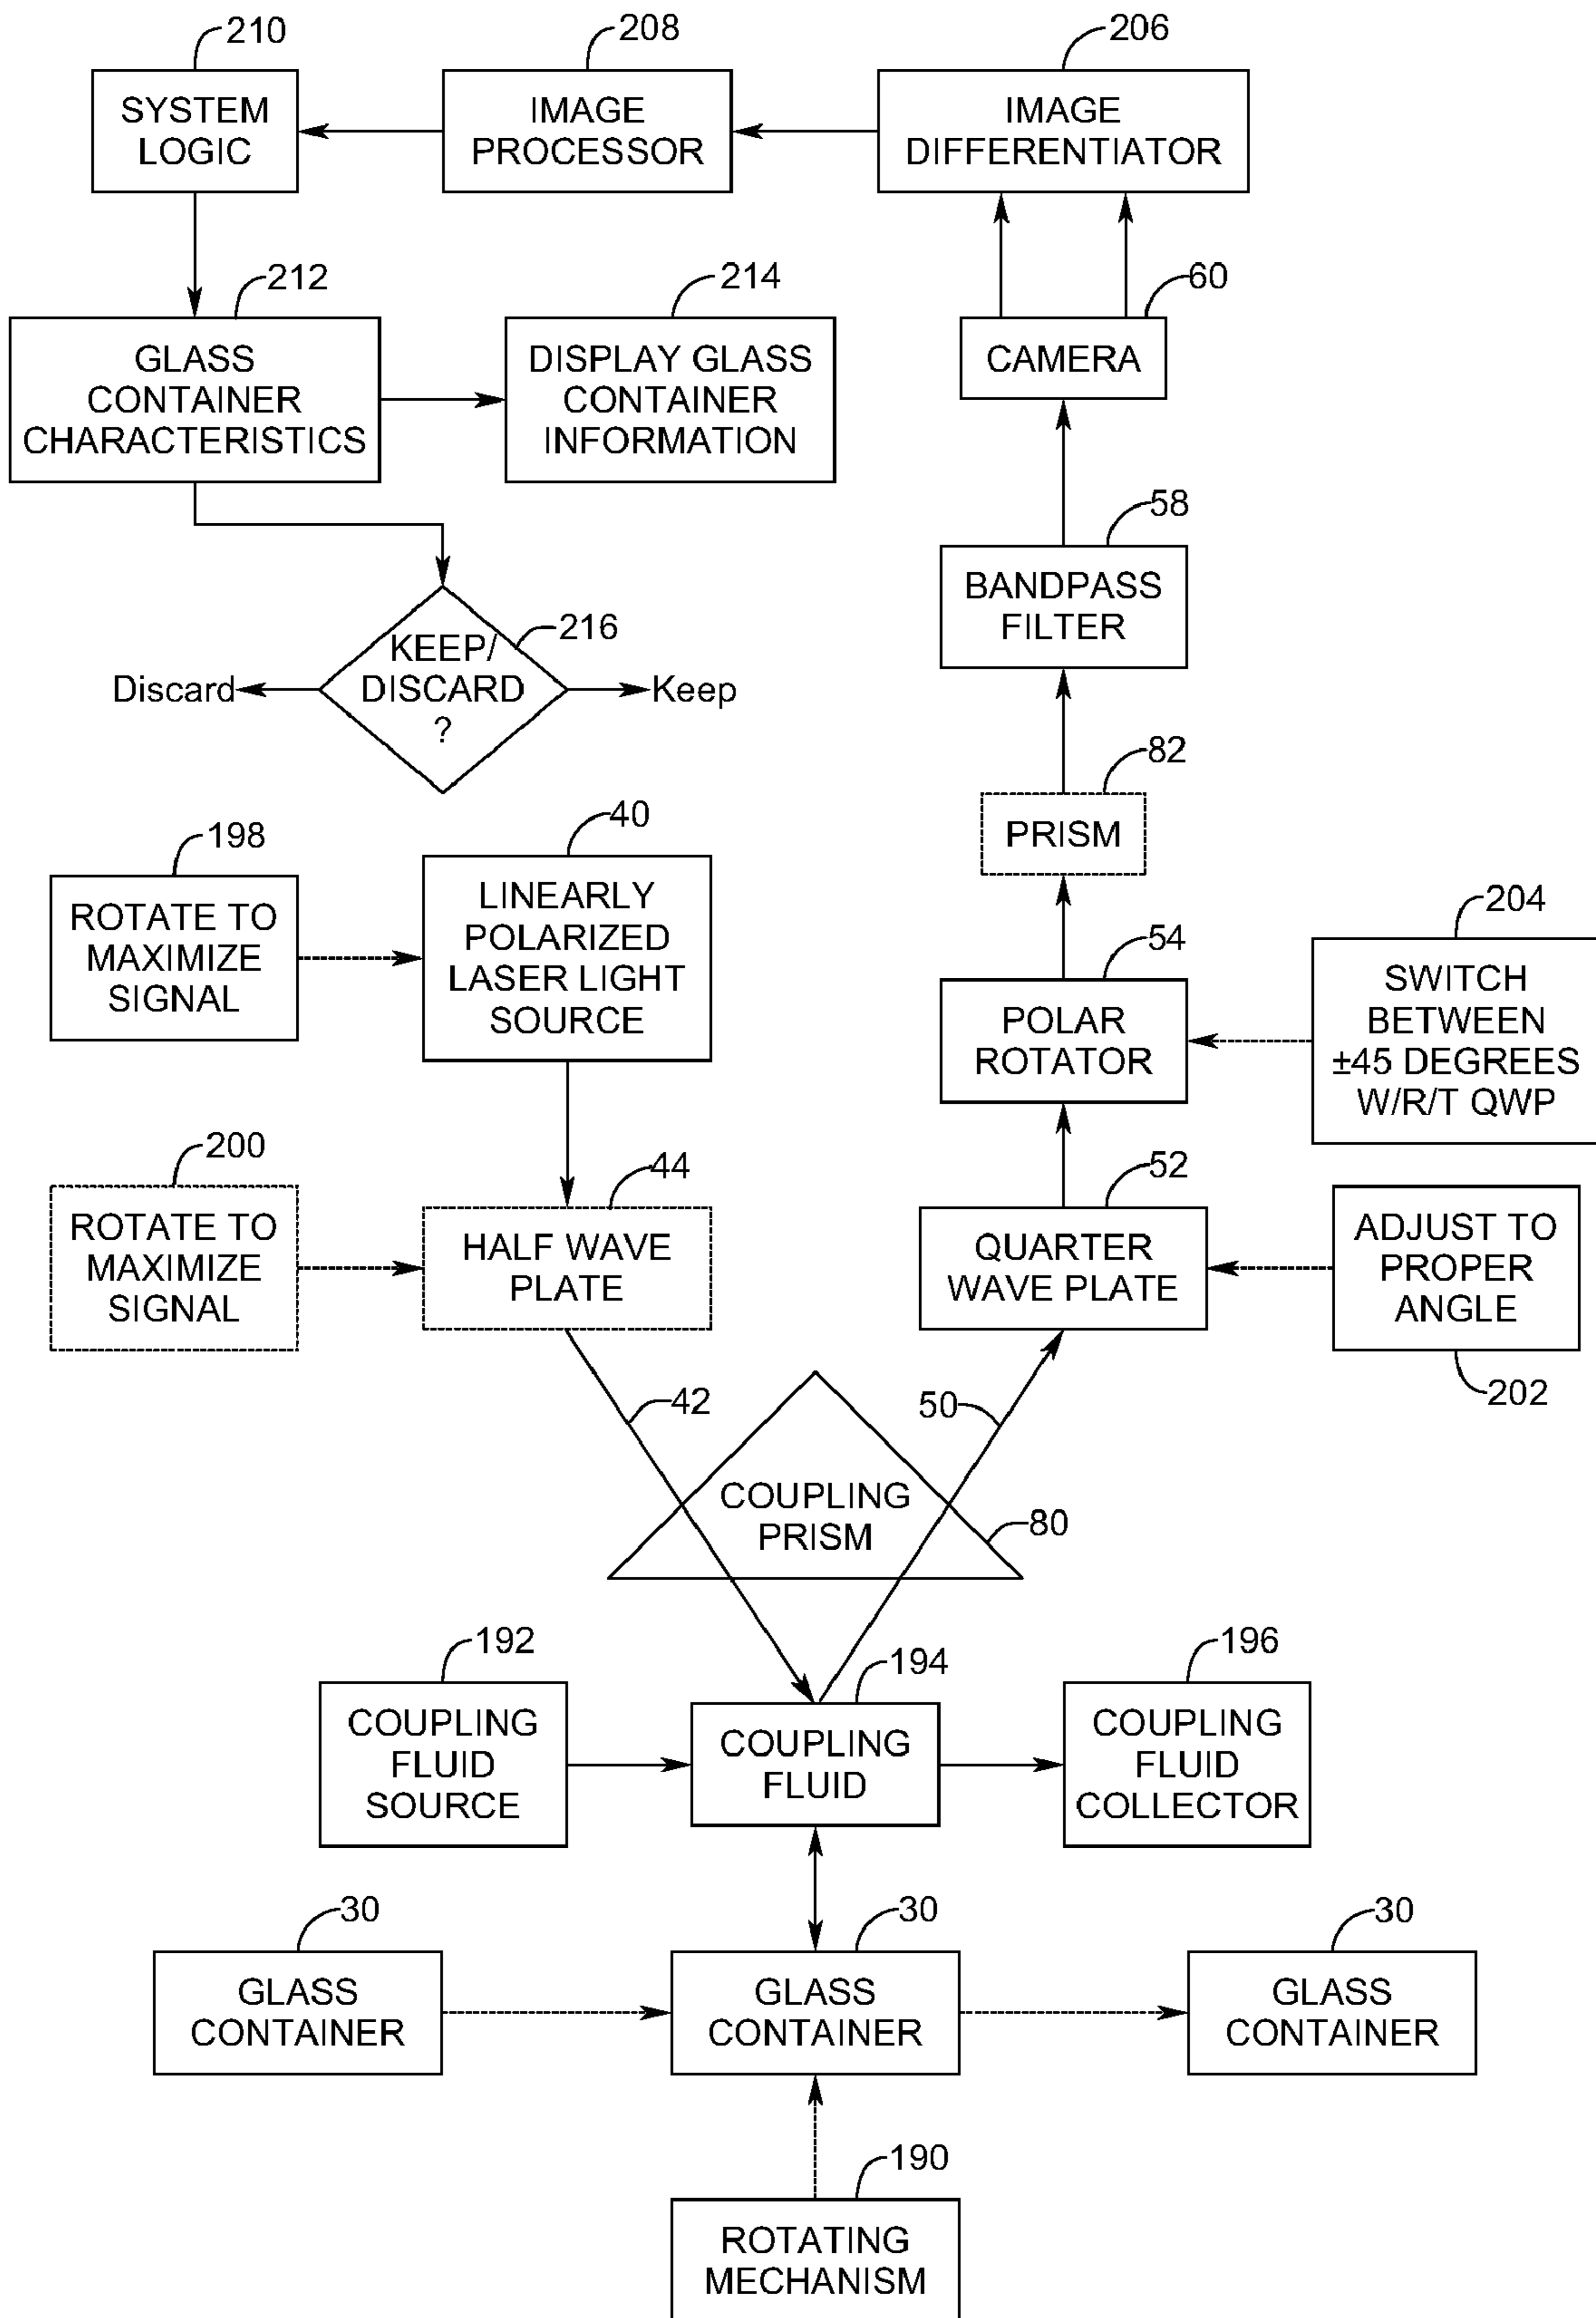 210
208
206
SYSTEM
LOGIC
IMAGE
PROCESSOR
IMAGE
DIFFERENTIATOR
212
214
60
GLASS
CONTAINER
CHARACTERISTICS
DISPLAY GLASS
CONTAINER
INFORMATION
CAMERA
58
BANDPASS
FILTER
216
KEEP/
DISCARD
?
Discard
Keep
82
PRISM
198
40
ROTATE TO
MAXIMIZE
SIGNAL
LINEARLY
POLARIZED
LASER LIGHT
SOURCE
54
204
POLAR
ROTATOR
SWITCH
BETWEEN
±45 DEGREES
W/R/T QWP
200
44
52
ROTATE TO
MAXIMIZE
SIGNAL
HALF WAVE
PLATE
QUARTER
WAVE PLATE
ADJUST TO
PROPER
ANGLE
202
42
50
COUPLING
PRISM
80
192
194
196
COUPLING
FLUID
SOURCE
COUPLING
FLUID
COUPLING
FLUID
COLLECTOR
30
30
30
GLASS
CONTAINER
GLASS
CONTAINER
GLASS
CONTAINER
190
ROTATING
MECHANISM